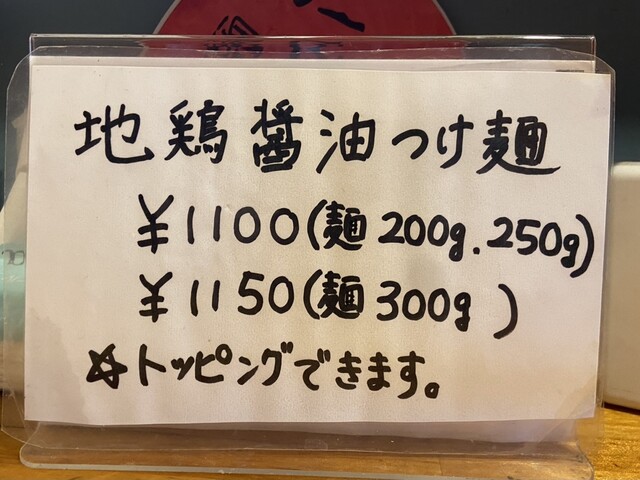 地鶏醤油つけ麺
¥1100(麺200g.250g)
¥1150(麺300g)
☆トッピングできます。